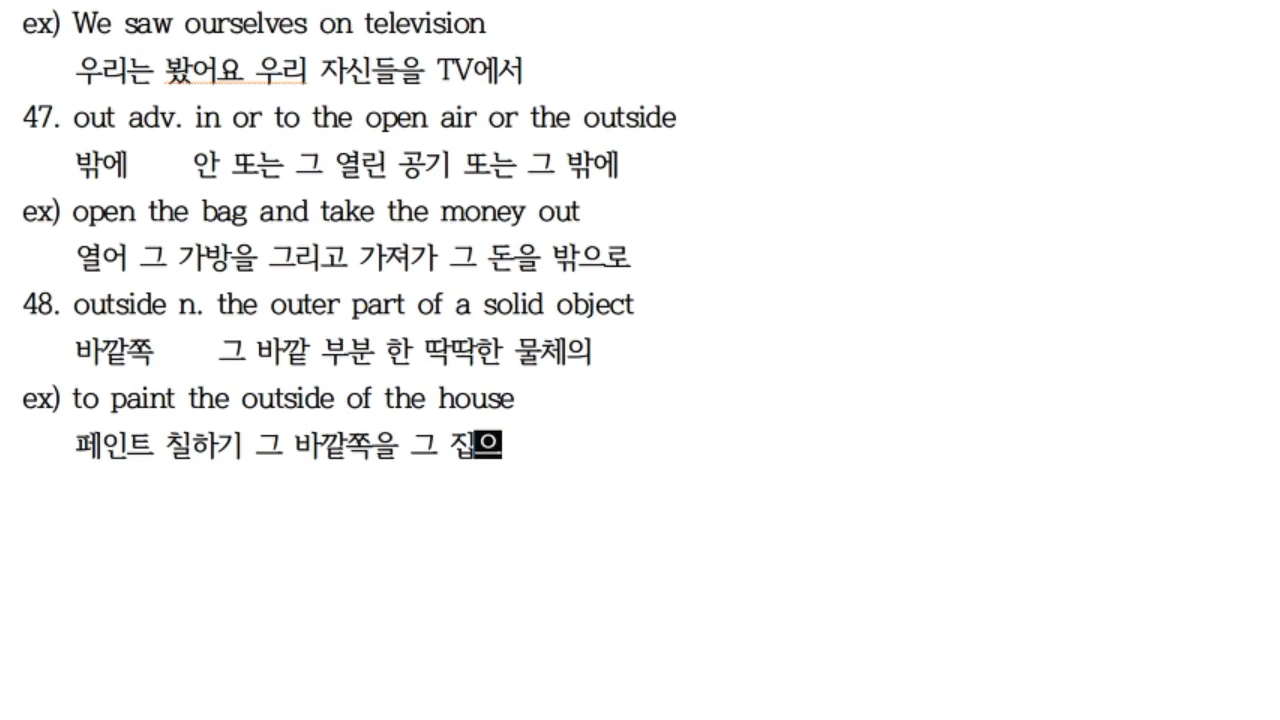 ex) We saw ourselves on television
우리는 봤어요 우리 자신들을 TV에서
47. out adv. in or to the open air or the outside
밖에 안 또는 그 열린 공기 또는 그 밖에
ex) open the bag and take the money out
열어 그 가방을 그리고 가져가 그 돈을 밖으로
48. outside n. the outer part of a solid object
바깥쪽 그 바깥 부분 한 딱딱한 물체의
ex) to paint the outside of the house
페인트 칠하기 그 바깥쪽을 그 집으